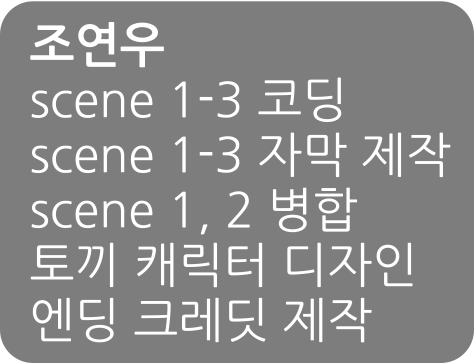 조연우
scene 1-3 코딩
scene 1-3 자막 제작
scene 1, 2 병합
토끼 캐릭터 디자인
엔딩 크레딧 제작